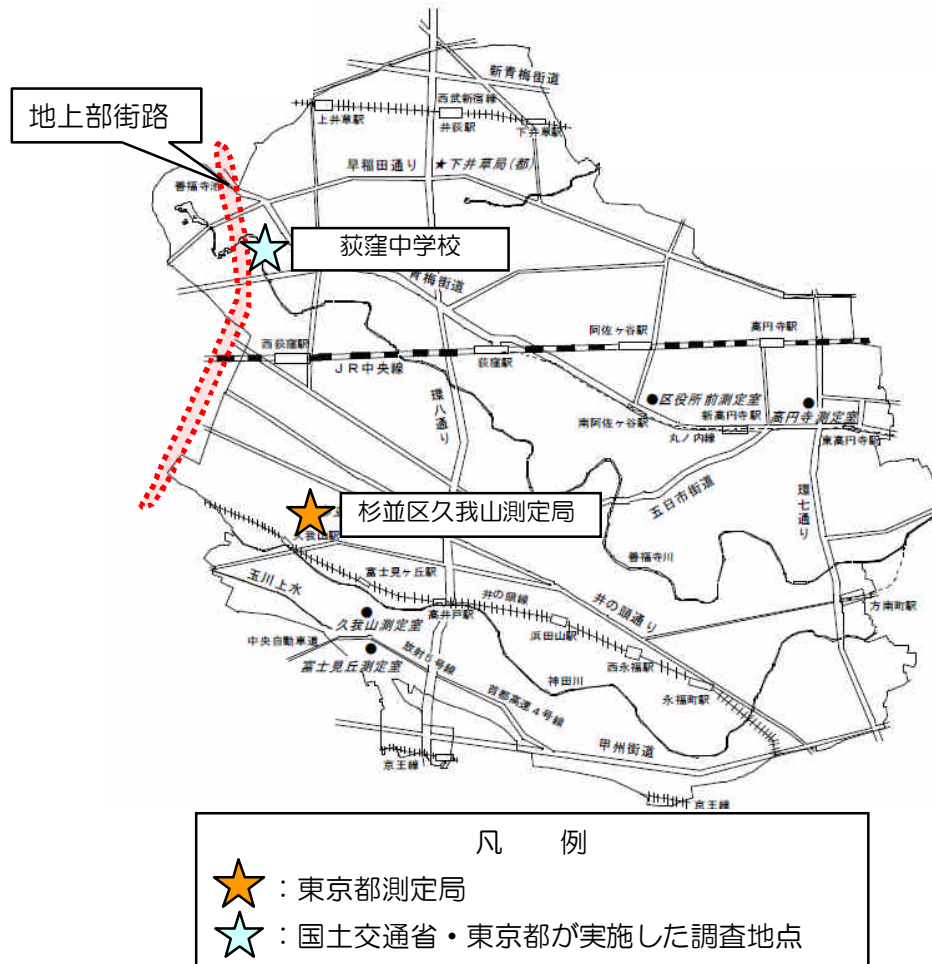 新青梅街道
西武新宿線
上井草駅
井荻駅
下井草駅
地上部街路
早稲田通り
★下井草局(都)
善福寺池
荻窪中学校
青梅街道
阿佐ヶ谷駅
高円寺駅
西荻窪駅
荻窪駅
JR中央線
環八通り
●区役所前測定室
新高円寺駅
高円寺測定室
南阿佐ヶ谷駅
丸ノ内線
東高円寺駅
五日市街道
環七通り
杉並区久我山測定局
久我山駅
善福寺川
富士見ヶ丘駅
玉川上水
井の頭線
井の頭通り
高井戸駅
方南町駅
久我山測定室
浜田山駅
中央自動車道
放射5号線
西永福駅
富士見丘測定室
神田川
永福町駅
首都高速4号線
甲州街道
京王線
京王線
凡 例
:東京都測定局
:国土交通省・東京都が実施した調査地点